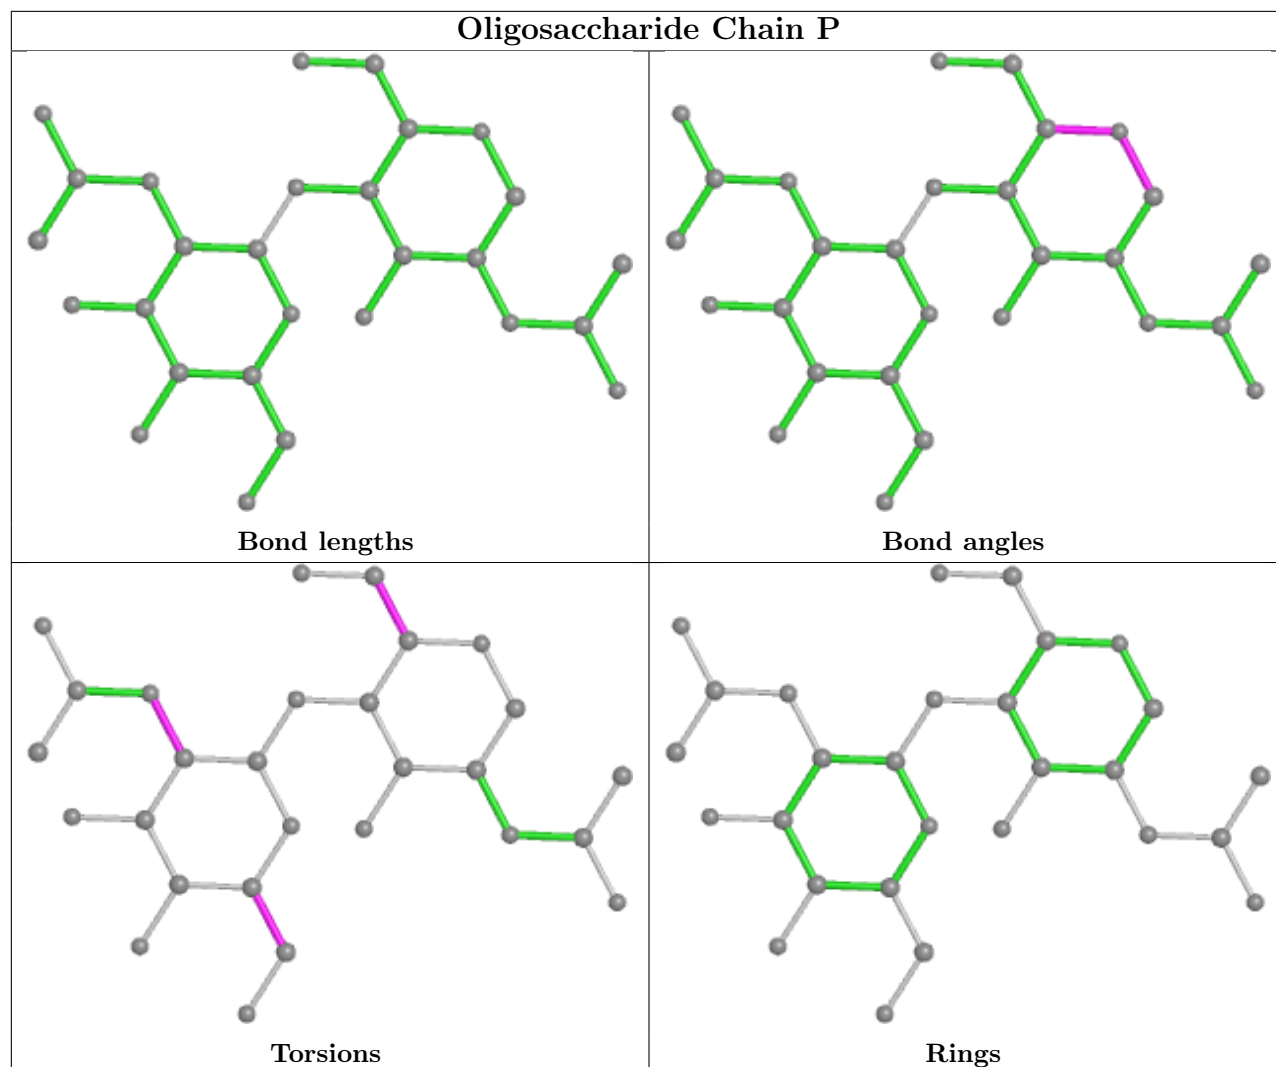 Oligosaccharide Chain P
Bond lengths
Bond angles
Torsions
Rings